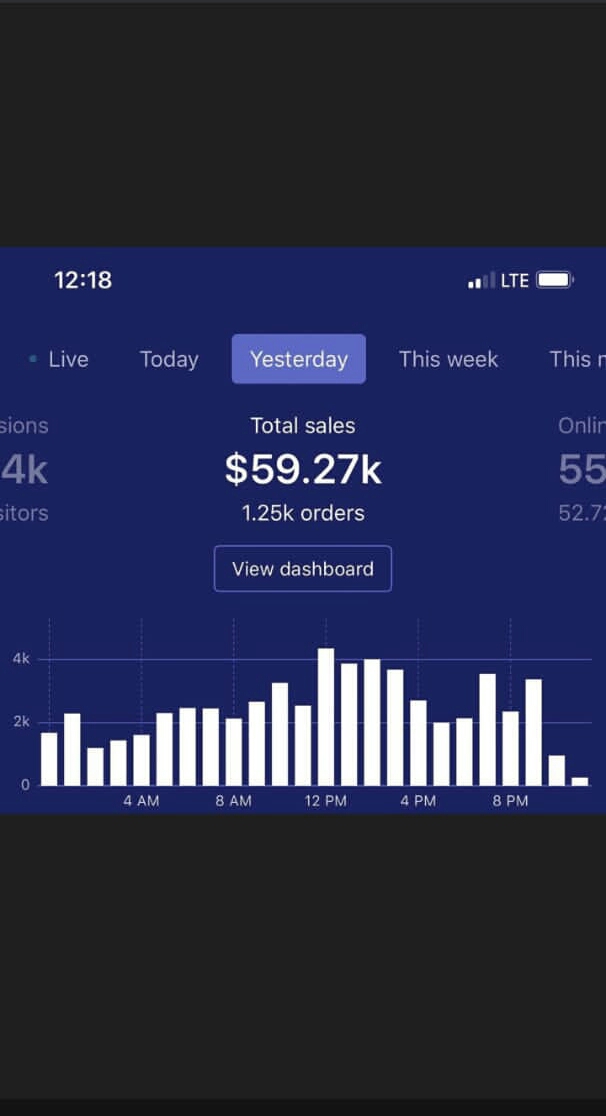 12:18 LTE
Live Today Yesterday This week This
sions Total sales
4k $59.27k 55
sitors 1.25k orders 52.7
View dashboard
4k
2k
0
4 AM 8 AM 12 PM 4 PM 8 PM